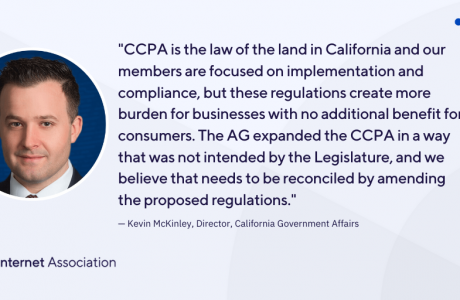 "CCPA is the law of the land in California and our
members are focused on implementation and
compliance, but these regulations create more
burden for businesses with no additional benefit for
consumers. The AG expanded the CCPA in a way
that was not intended by the Legislature, and we
believe that needs to be reconciled by amending
the proposed regulations."
— Kevin McKinley, Director, California Government Affairs
nternet Association